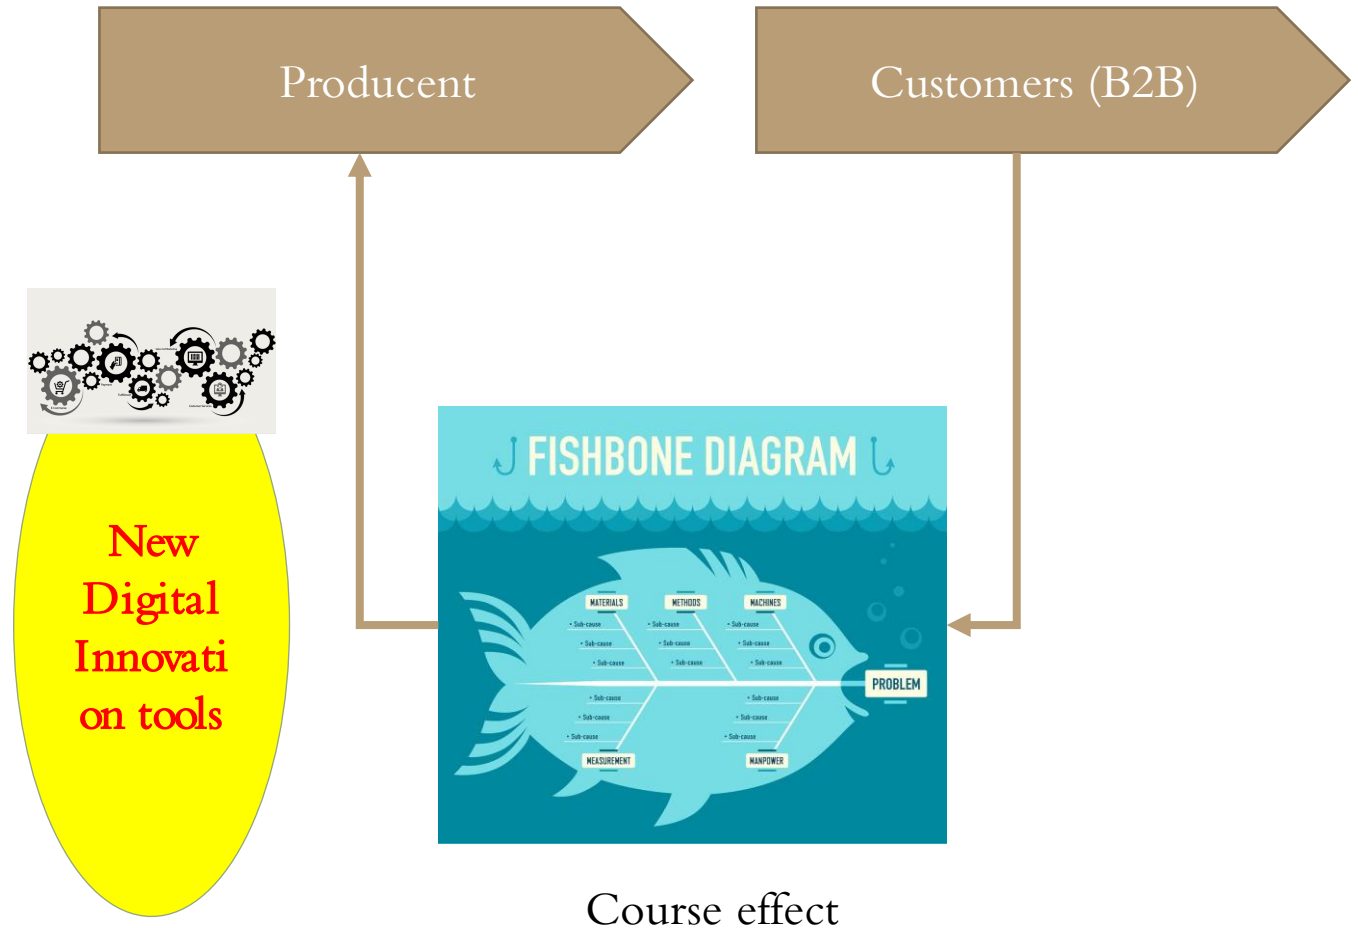 Producent
Customers (B2B)
New
Digital
Innovati
on tools
FISHBONE DIAGRAM
MATERIALS
METHODS
MACHINES
• Sub-cause
• Sub-cause
• Sub-cause
• Sub-cause
• Sub-cause
• Sub-cause
• Sub-cause
• Sub-cause
• Sub-cause
PROBLEM
• Sub-cause
• Sub-cause
• Sub-cause
• Sub-cause
• Sub-cause
• Sub-cause
MEASUREMENT
MANPOWER
Course effect